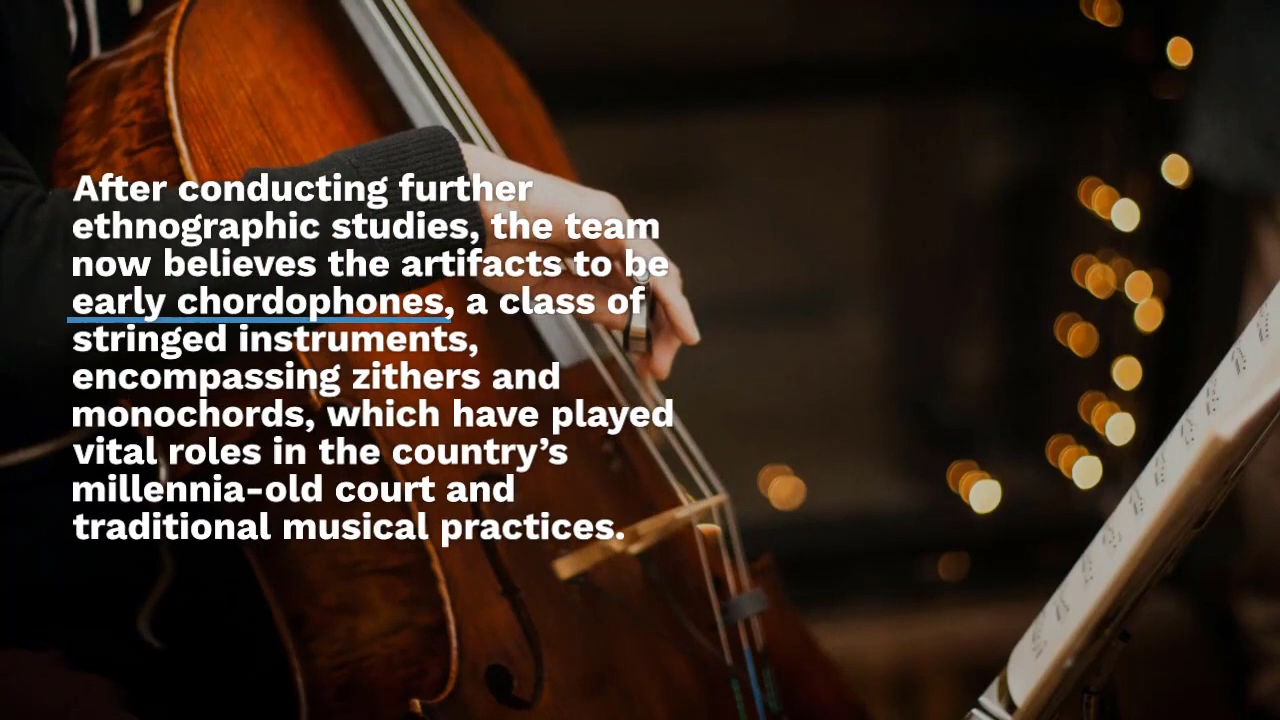 After conducting further
ethnographic studies, the team
now believes the artifacts to be
early chordophones, a class of
stringed instruments,
encompassing zithers and
monochords, which have played
vital roles in the country’s
millennia-old court and
traditional musical practices.